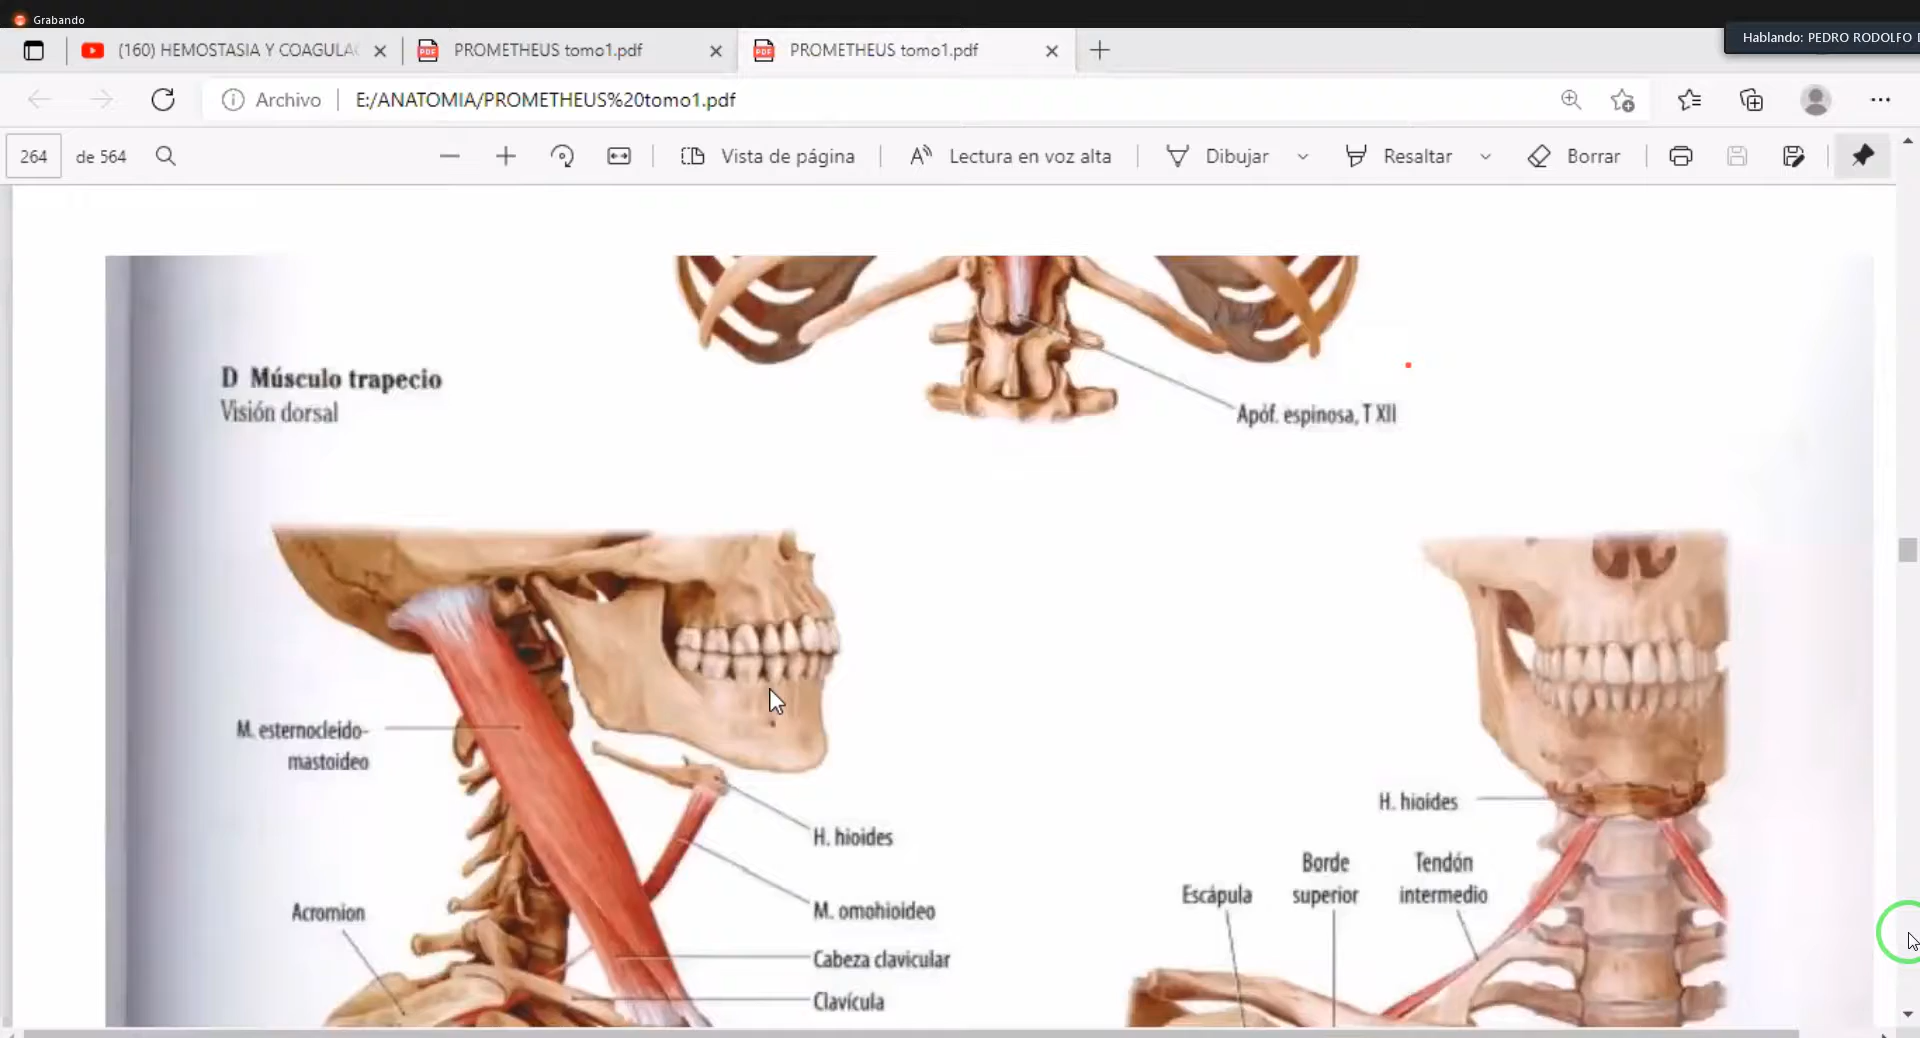 Grabando
Hablando: PEDRO RODOLFO
(160) HEMOSTASIA Y COAGULA
PROMETHEUS tomo1.pdf
PROMETHEUS tomo1.pdf
Archivo
E:/ANATOMIA/PROMETHEUS%20tomo1.pdf
264
de 564
Vista de página
Lectura en voz alta
Dibujar
Resaltar
Borrar
D Músculo trapecio
Visión dorsal
Apóf. espinosa, T XII
M. esternocleido-
mastoideo
H. hioides
M. omohioideo
Acromion
Cabeza clavicular
Clavícula
H. hioides
Borde
superior
Tendón
intermedio
Escápula